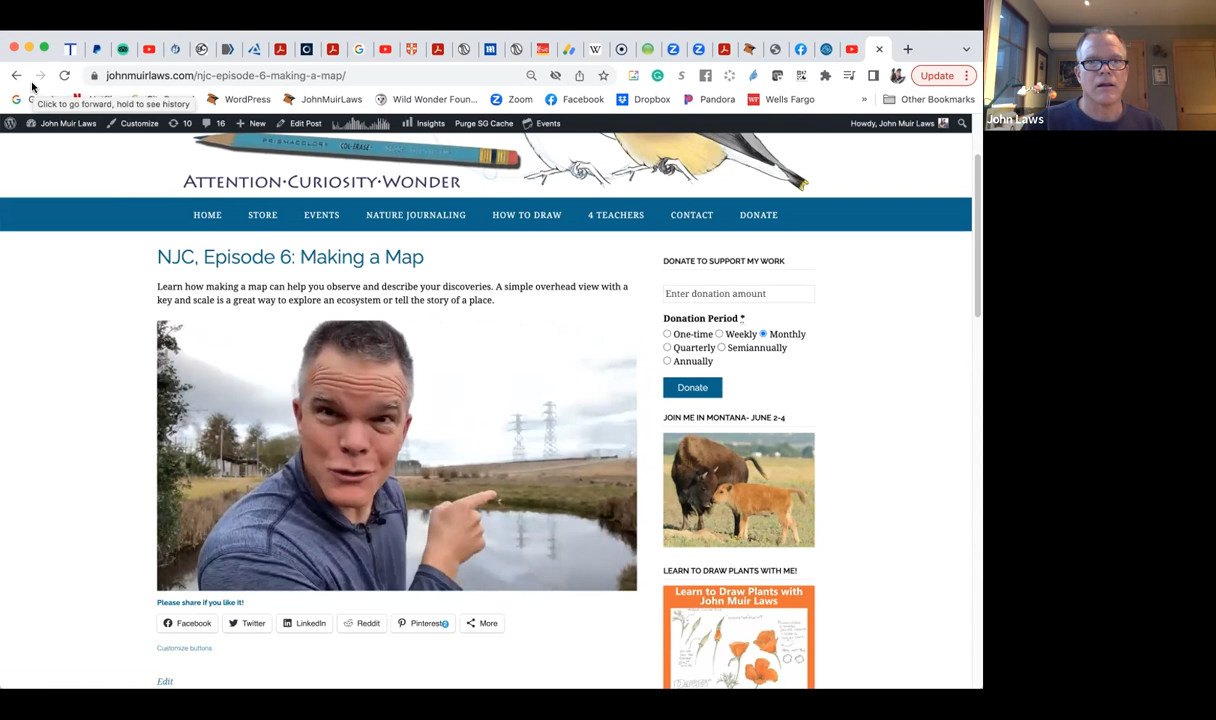 johnmuirlaws.com/njc-episode-6-making-a-map/
Update
Click to go forward, hold to see history
WordPress
JohnMuirLaws
Wild Wonder Foun...
Zoom
Facebook
Dropbox
Pandora
Wells Fargo
»
Other Bookmarks
John Muir Laws
Customize
10
16
+ New
Edit Post
Insights
Purge SG Cache
Events
Howdy, John Muir Laws
John Laws
PRISMACOLOR COL-ERASE
ATTENTION·CURIOSITY·WONDER
HOME
STORE
EVENTS
NATURE JOURNALING
HOW TO DRAW
4 TEACHERS
CONTACT
DONATE
NJC, Episode 6: Making a Map
Learn how making a map can help you observe and describe your discoveries. A simple overhead view with a
key and scale is a great way to explore an ecosystem or tell the story of a place.
Please share if you like it!
Facebook
Twitter
LinkedIn
Reddit
Pinterest
2
More
Customize buttons
Edit
DONATE TO SUPPORT MY WORK
Enter donation amount
Donation Period *
One-time Weekly Monthly
Quarterly Semiannually
Annually
Donate
JOIN ME IN MONTANA- JUNE 2-4
LEARN TO DRAW PLANTS WITH ME!
Learn to Draw Plants with
John Muir Laws